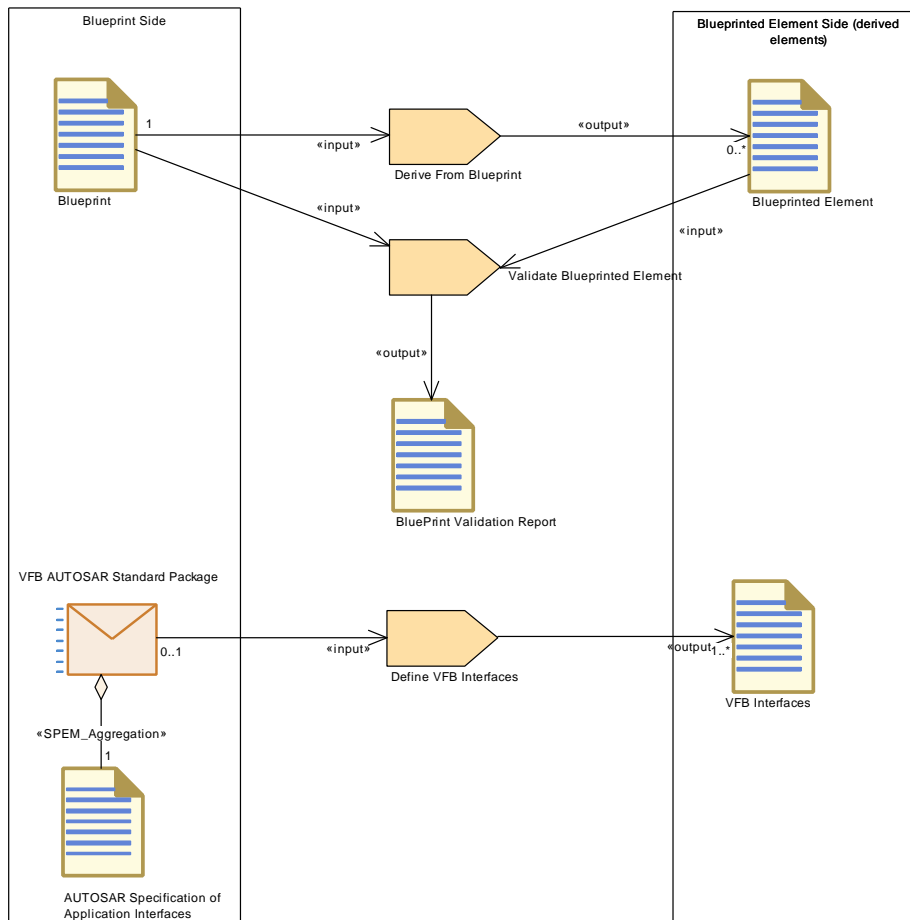 Blueprint Side
Blueprinted Element Side (derived
elements)
1
«input»
«output»
0..*
Derive From Blueprint
Blueprint
Blueprinted Element
«input»
«input»
Validate Blueprinted Element
«output»
BluePrint Validation Report
VFB AUTOSAR Standard Package
0..1
«input»
«output»
1..*
Define VFB Interfaces
VFB Interfaces
«SPEM_Aggregation»
1
AUTOSAR Specification of
Application Interfaces